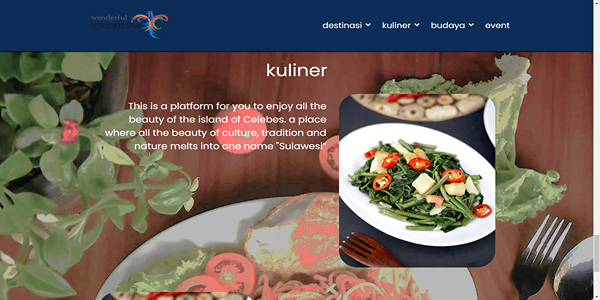 wonderful
destinasi kuliner budaya event
kuliner
This is a platform for you to enjoy all the
beauty of the island of Celebes. a place
where all the beauty of culture, tradition and
nature melts into one name "Sulawesi"